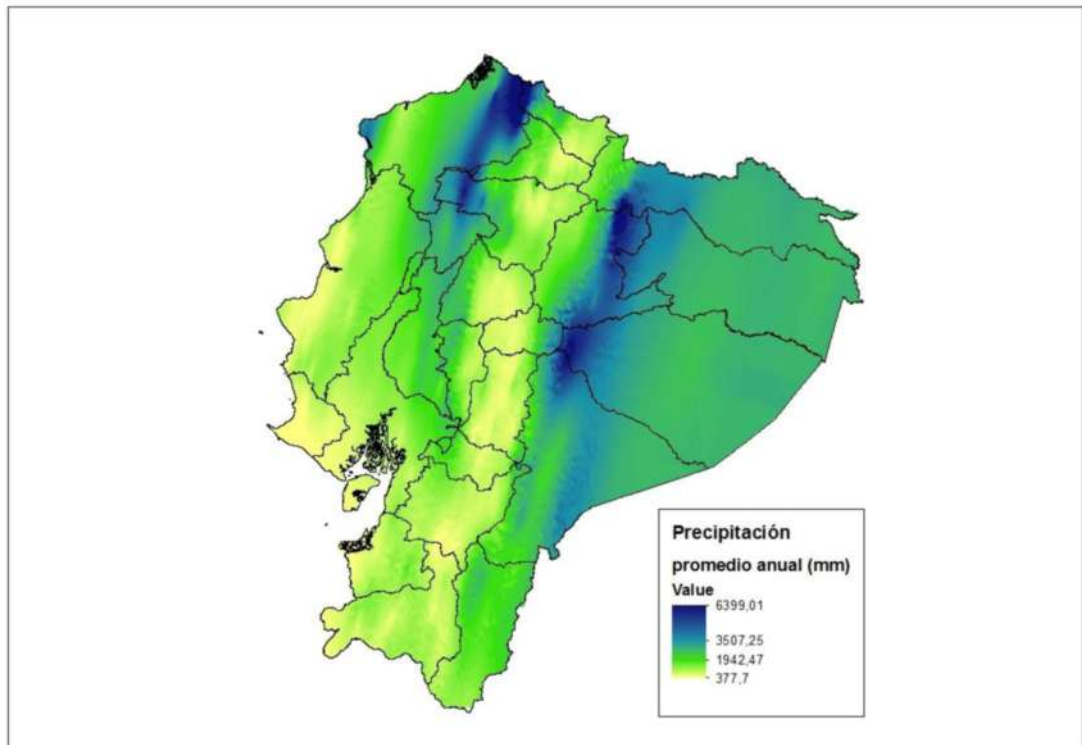 Precipitación
promedio anual (mm)
Value
6399,01
3507,25
1942,47
377,7